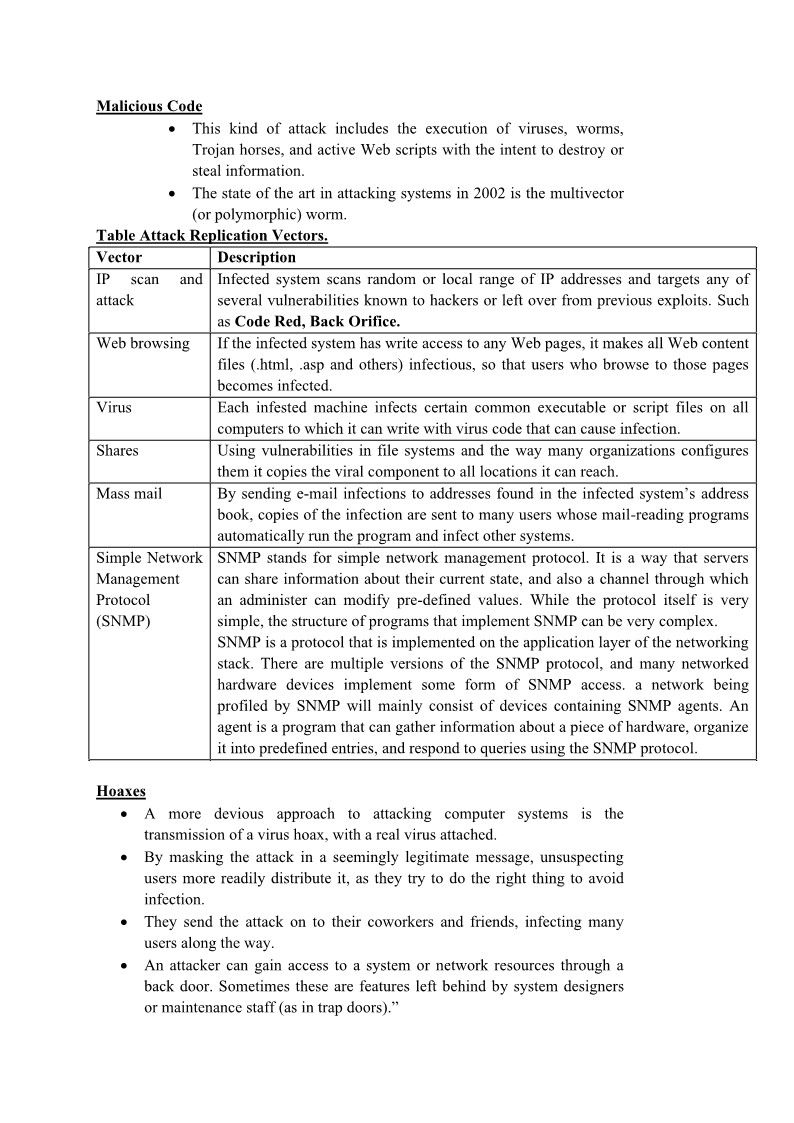 Malicious Code
• This kind of attack includes the execution of viruses, worms,
Trojan horses, and active Web scripts with the intent to destroy or
steal information.
• The state of the art in attacking systems in 2002 is the multivector
(or polymorphic) worm.
Table Attack Replication Vectors.
Vector Description
IP scan and Infected system scans random or local range of IP addresses and targets any of
attack several vulnerabilities known to hackers or left over from previous exploits. Such
as Code Red, Back Orifice.
Web browsing If the infected system has write access to any Web pages, it makes all Web content
files (.html, .asp and others) infectious, so that users who browse to those pages
becomes infected.
Virus Each infested machine infects certain common executable or script files on all
computers to which it can write with virus code that can cause infection.
Shares Using vulnerabilities in file systems and the way many organizations configures
them it copies the viral component to all locations it can reach.
Mass mail By sending e-mail infections to addresses found in the infected system’s address
book, copies of the infection are sent to many users whose mail-reading programs
automatically run the program and infect other systems.
Simple Network SNMP stands for simple network management protocol. It is a way that servers
Management can share information about their current state, and also a channel through which
Protocol an administer can modify pre-defined values. While the protocol itself is very
(SNMP) simple, the structure of programs that implement SNMP can be very complex.
SNMP is a protocol that is implemented on the application layer of the networking
stack. There are multiple versions of the SNMP protocol, and many networked
hardware devices implement some form of SNMP access. a network being
profiled by SNMP will mainly consist of devices containing SNMP agents. An
agent is a program that can gather information about a piece of hardware, organize
it into predefined entries, and respond to queries using the SNMP protocol.
Hoaxes
• A more devious approach to attacking computer systems is the
transmission of a virus hoax, with a real virus attached.
• By masking the attack in a seemingly legitimate message, unsuspecting
users more readily distribute it, as they try to do the right thing to avoid
infection.
• They send the attack on to their coworkers and friends, infecting many
users along the way.
• An attacker can gain access to a system or network resources through a
back door. Sometimes these are features left behind by system designers
or maintenance staff (as in trap doors).”